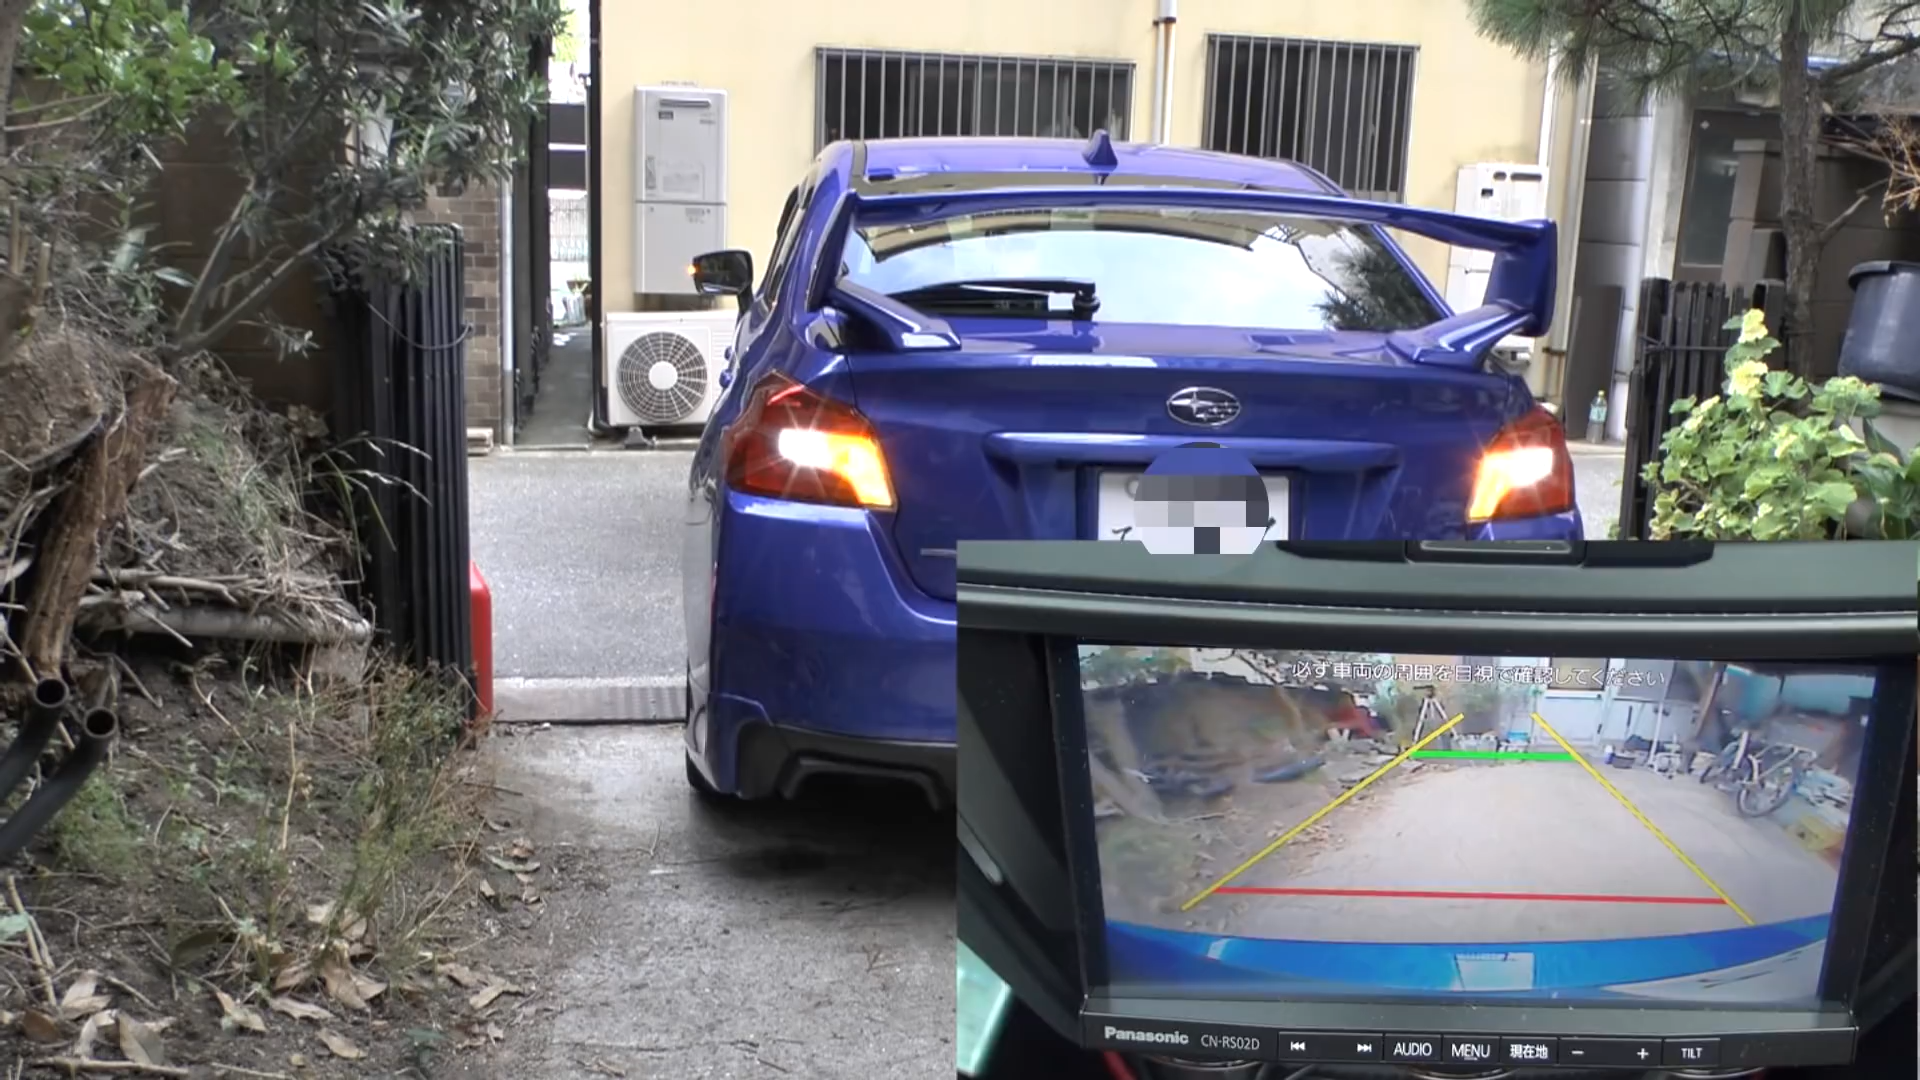 必ず車両の周囲を目視で確認してください
Panasonic CN-RS02D AUDIO MENU 現在地 − + TILT